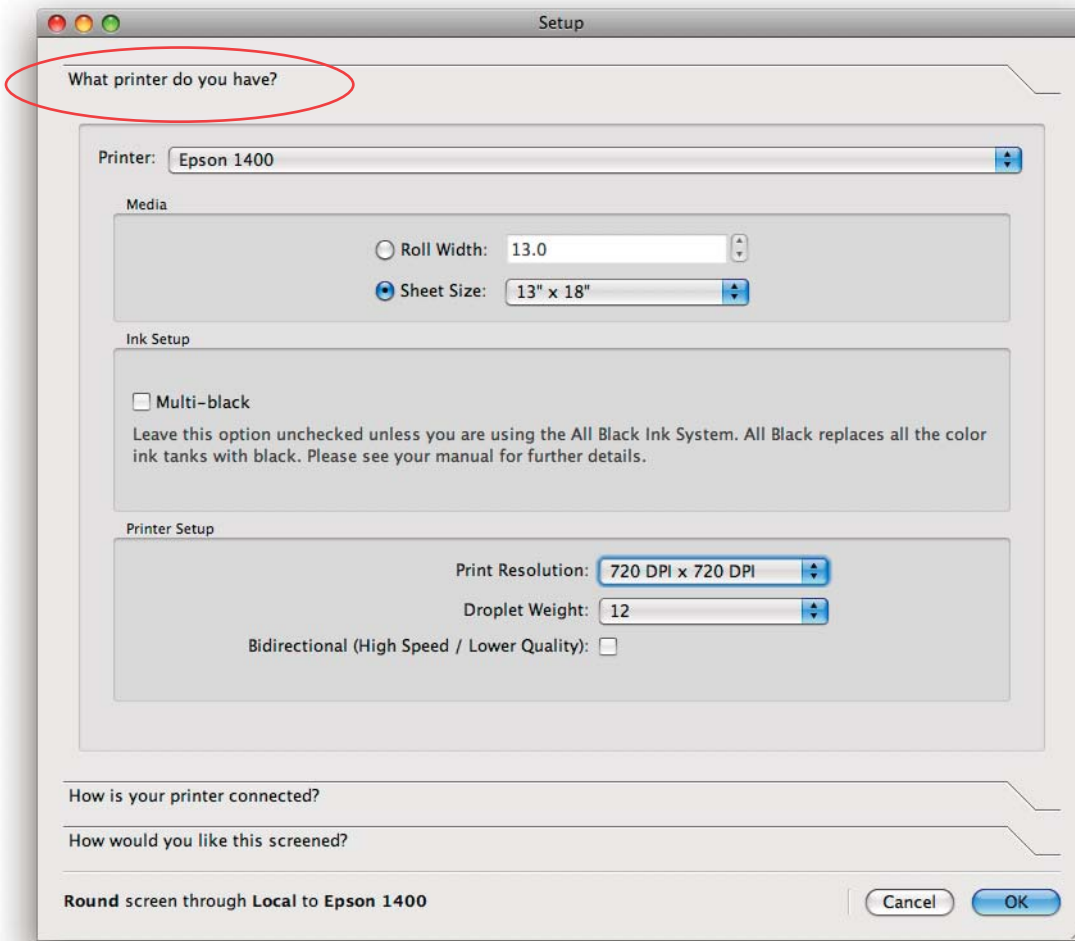 Setup
What printer do you have?
Printer: Epson 1400
Media
Roll Width: 13.0
Sheet Size: 13" x 18"
Ink Setup
Multi-black
Leave this option unchecked unless you are using the All Black Ink System. All Black replaces all the color
ink tanks with black. Please see your manual for further details.
Printer Setup
Print Resolution: 720 DPI x 720 DPI
Droplet Weight: 12
Bidirectional (High Speed / Lower Quality):
How is your printer connected?
How would you like this screened?
Round screen through Local to Epson 1400
Cancel
OK